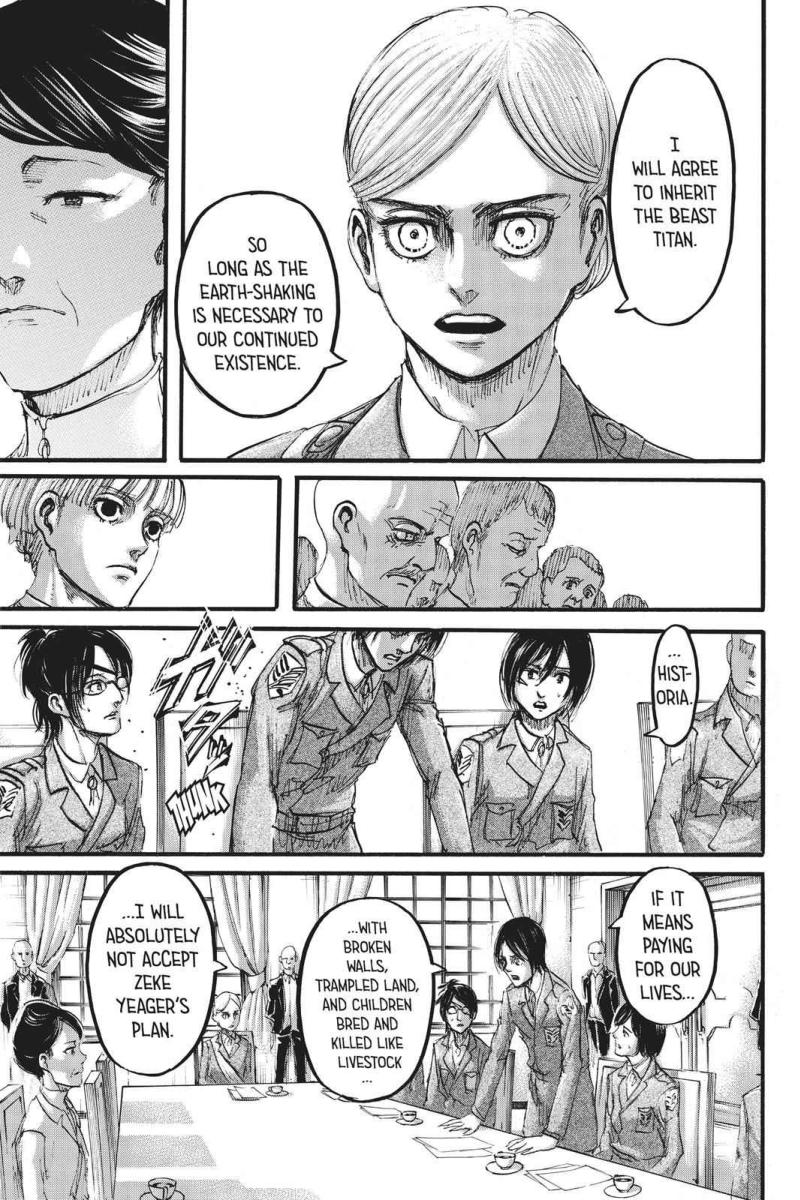 I
WILL AGREE
TO INHERIT
THE BEAST
TITAN.
SO
LONG AS THE
EARTH-SHAKING
IS NECESSARY TO
OUR CONTINUED
EXISTENCE.
...
HIST-
ORIA.
ガタ
THUNK
IF IT
MEANS
PAYING
FOR OUR
LIVES...
...WITH
BROKEN
WALLS,
TRAMPLED LAND,
AND CHILDREN
BRED AND
KILLED LIKE
LIVESTOCK
...
...I WILL
ABSOLUTELY
NOT ACCEPT
ZEKE
YEAGER'S
PLAN.